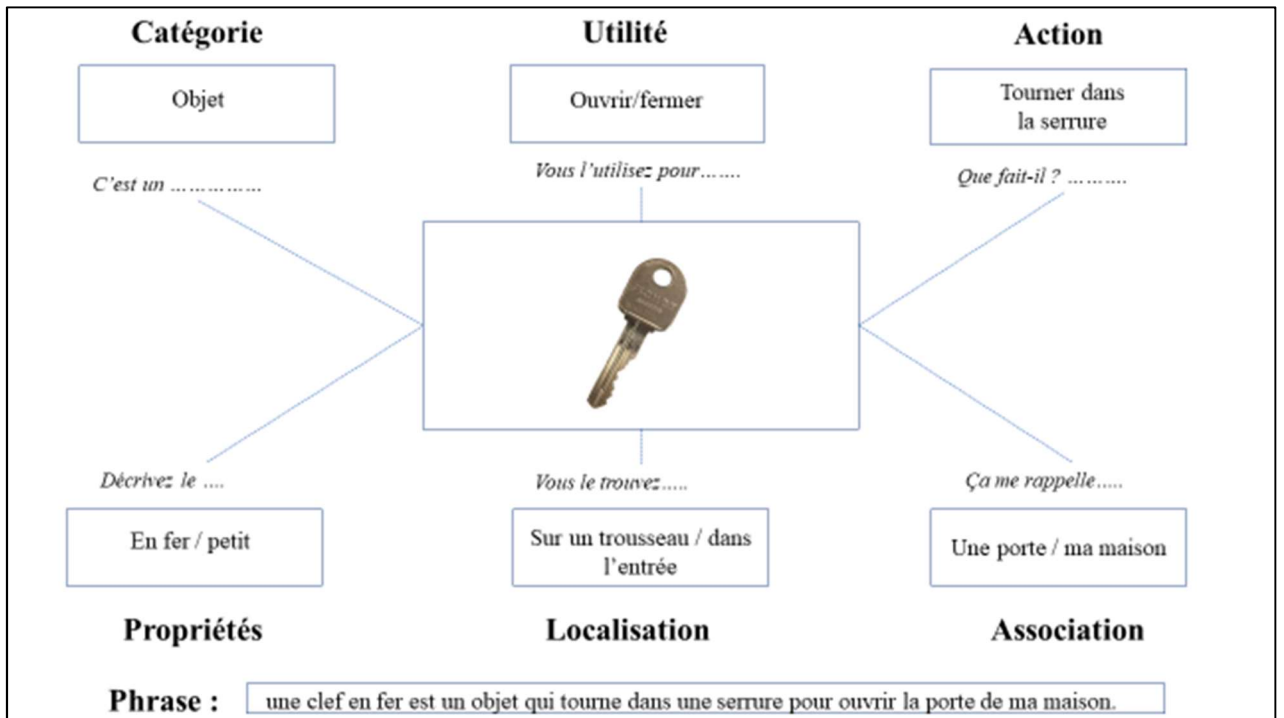 Catégorie
Utilité
Action
Objet
Ouvrir/fermer
Tourner dans
la serrure
C'est un ……………
Vous l'utilisez pour…….
Que fait-il ? ……….
Décrivez le ….
Vous le trouvez…..
Ça me rappelle…..
En fer / petit
Sur un trousseau / dans
l'entrée
Une porte / ma maison
Propriétés
Localisation
Association
Phrase :
une clef en fer est un objet qui tourne dans une serrure pour ouvrir la porte de ma maison.